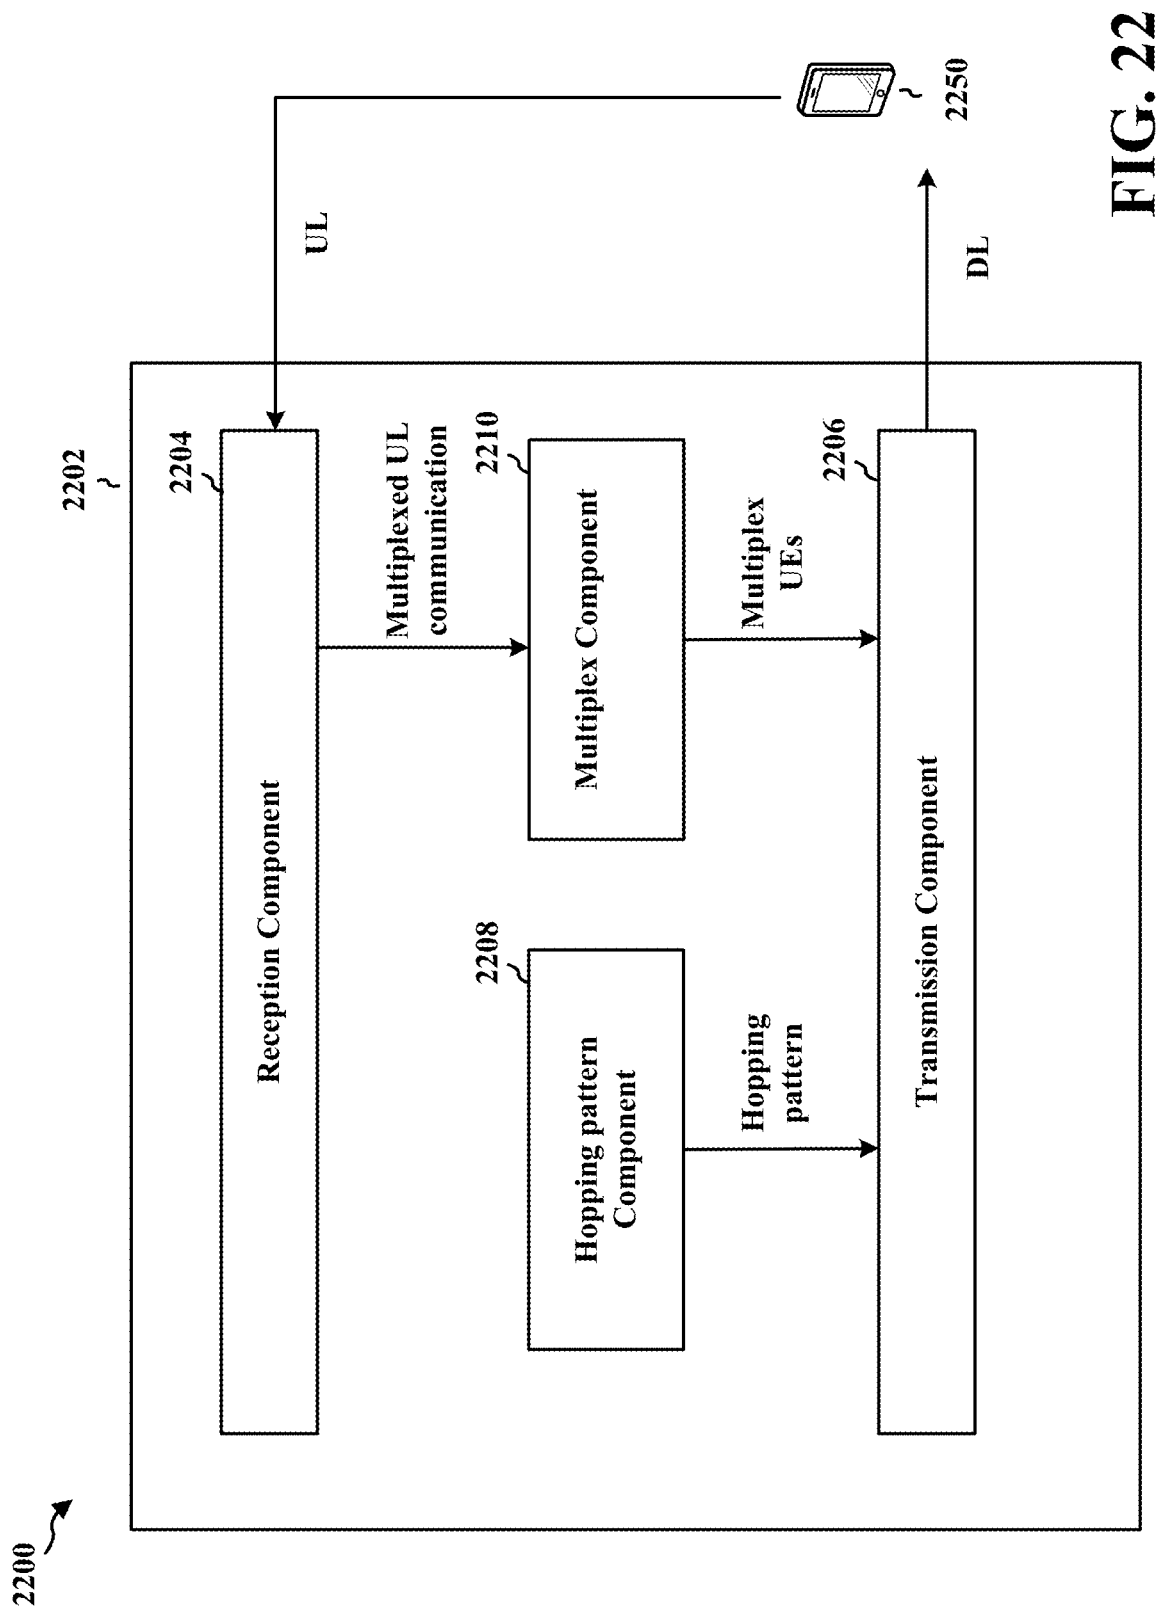 2200
2202
2204
Reception Component
UL
Multiplexed UL
communication
2208
Hopping pattern
Component
2210
Multiplex Component
Hopping
pattern
Multiplex
UEs
2206
Transmission Component
DL
2250
FIG. 22